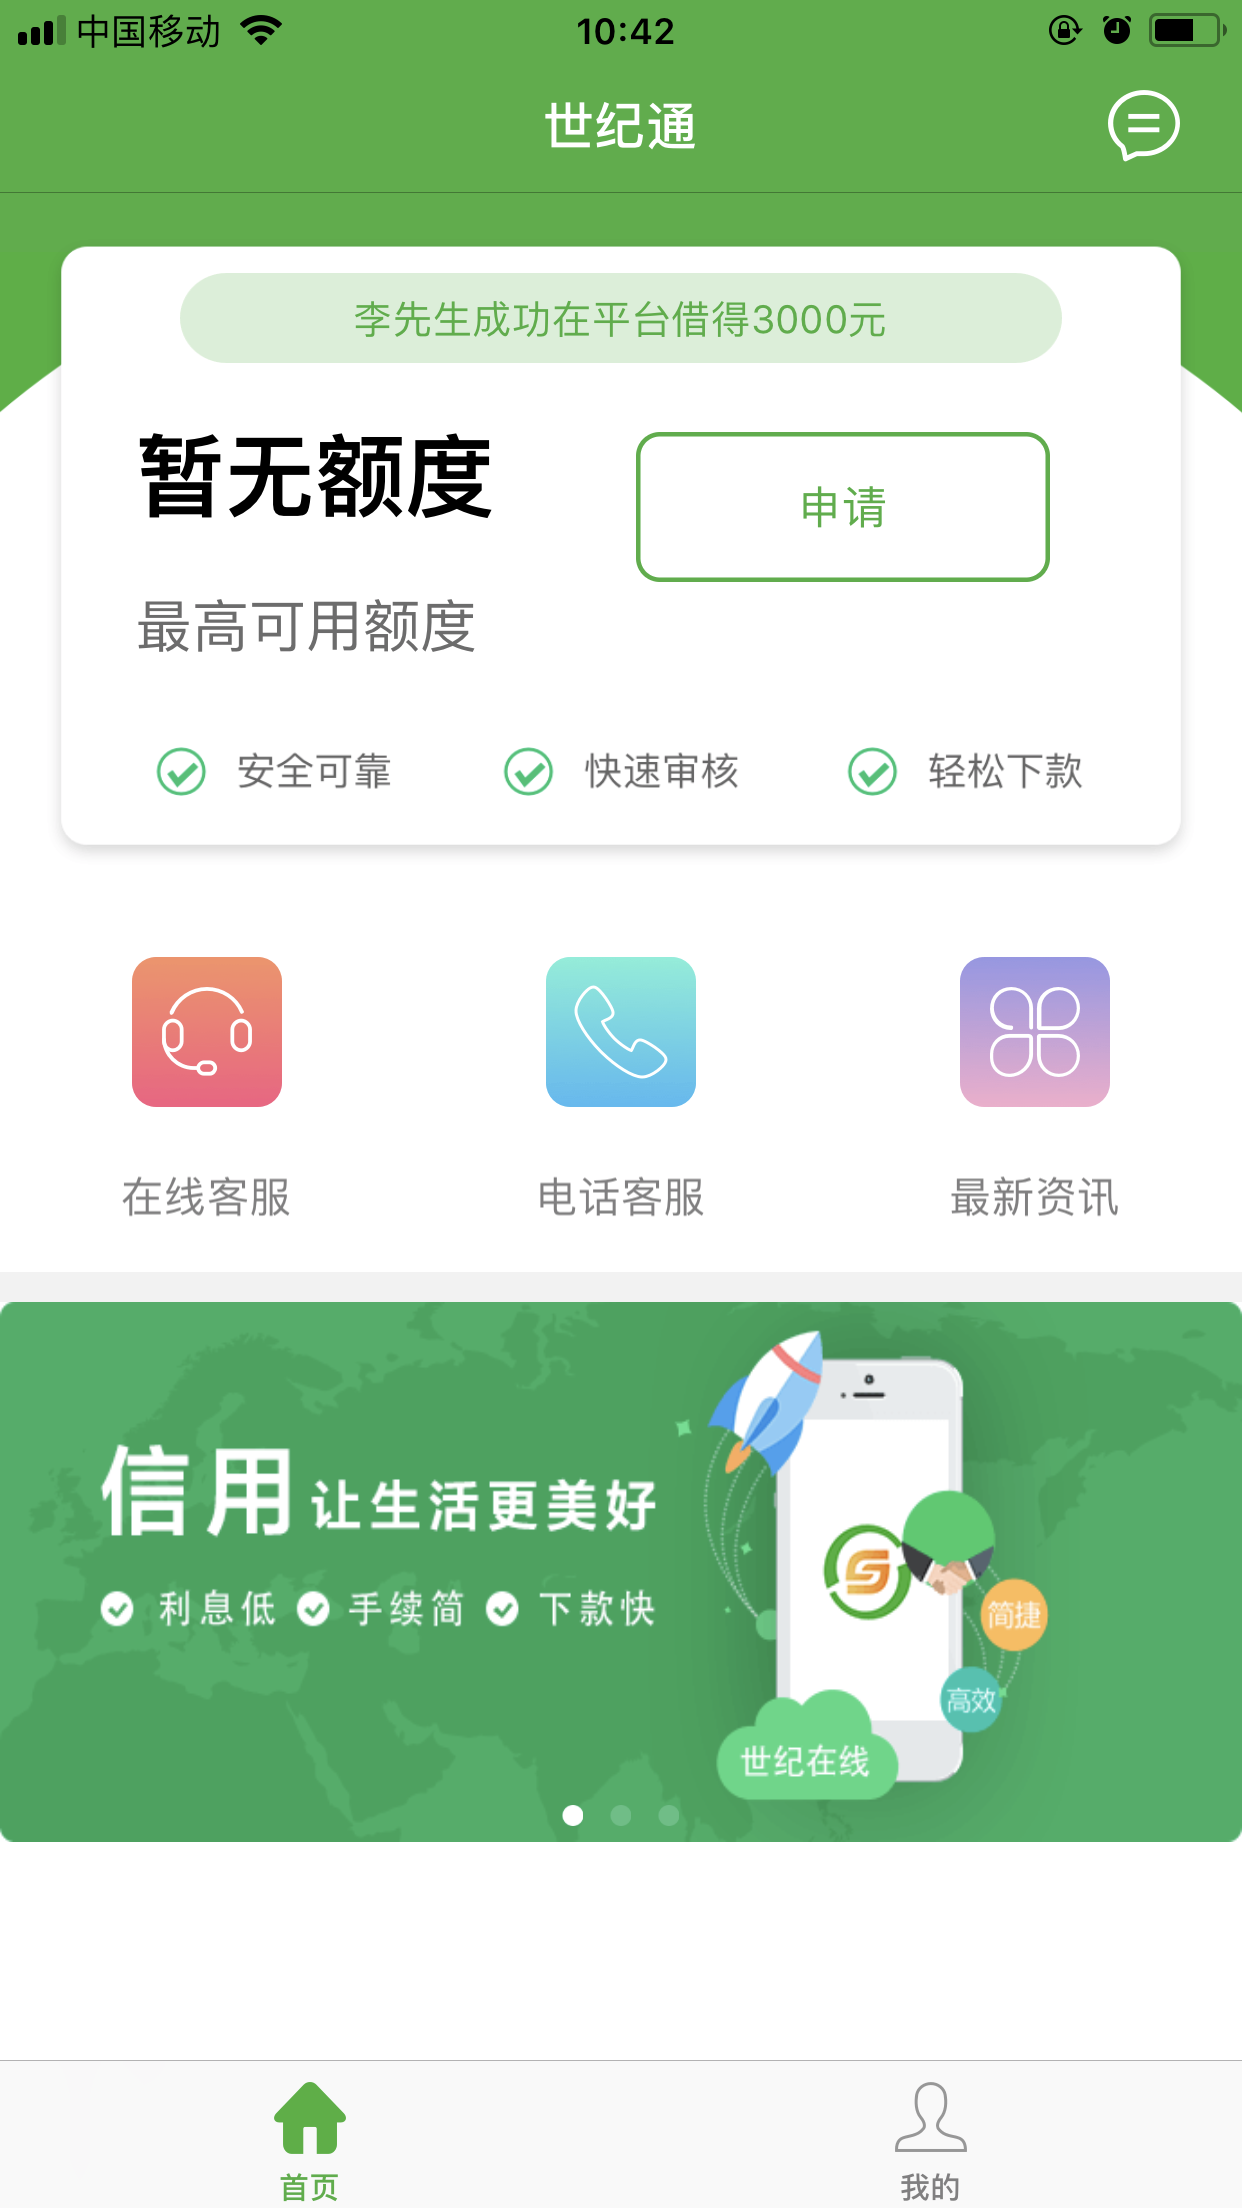 中国移动 10:42
世纪通
李先生成功在平台借得3000元
暂无额度
申请
最高可用额度
安全可靠 快速审核 轻松下款
在线客服 电话客服 最新资讯
信用让生活更美好
利息低 手续简 下款快
简捷
高效
世纪在线
首页 我的